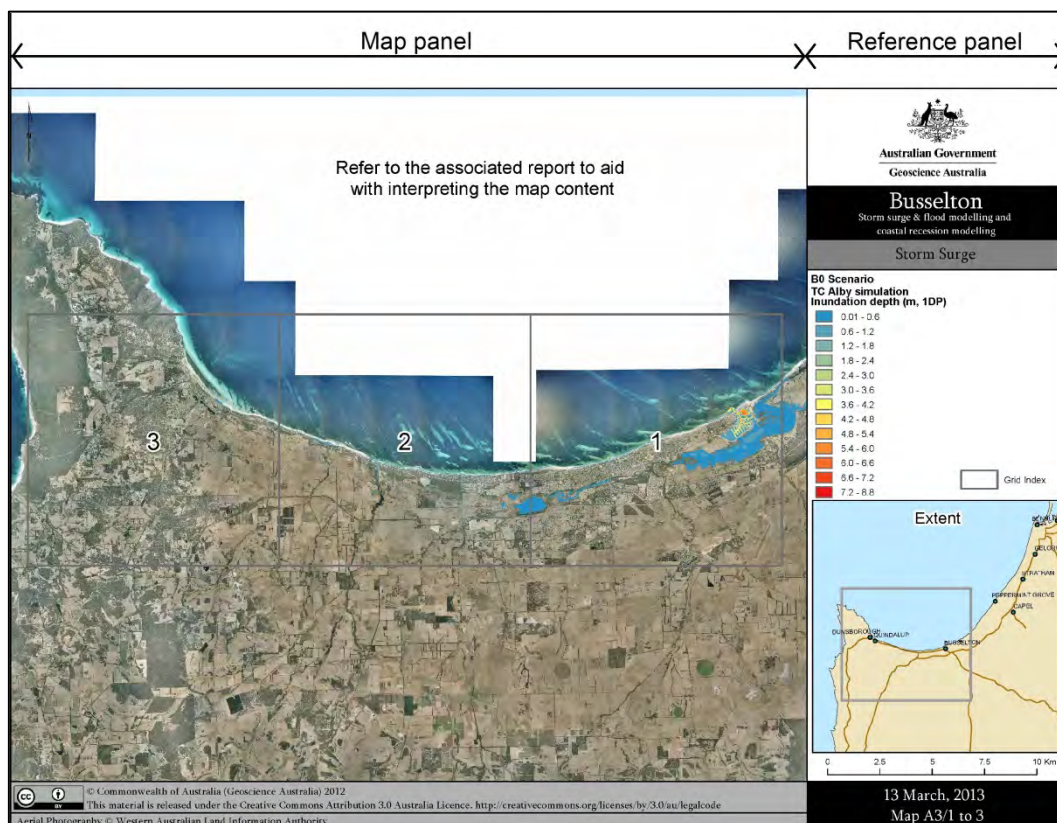 Map panel
Reference panel
Refer to the associated report to aid
with interpreting the map content
3
2
1
Australian Government
Geoscience Australia
Busselton
Storm surge & flood modelling and
coastal recession modelling
Storm Surge
B0 Scenario
TC Alby simulation
Inundation depth (m, 1DP)
0.01 - 0.6
0.6 - 1.2
1.2 - 1.8
1.8 - 2.4
2.4 - 3.0
3.0 - 3.6
3.6 - 4.2
4.2 - 4.8
4.8 - 5.4
5.4 - 6.0
6.0 - 6.6
6.6 - 7.2
7.2 - 8.8
Grid Index
Extent
PEPPERMINT GROVE
CAPEL
DUNSBOROUGH
QUINDALUP
BUSSELTON
0 2.5 5 7.5 10 Km
cc BY
© Commonwealth of Australia (Geoscience Australia) 2012
This material is released under the Creative Commons Attribution 3.0 Australia Licence. http://creativecommons.org/licenses/by/3.0/au/legalcode
Aerial Photography © Western Australian Land Information Authority
13 March, 2013
Map A3/1 to 3